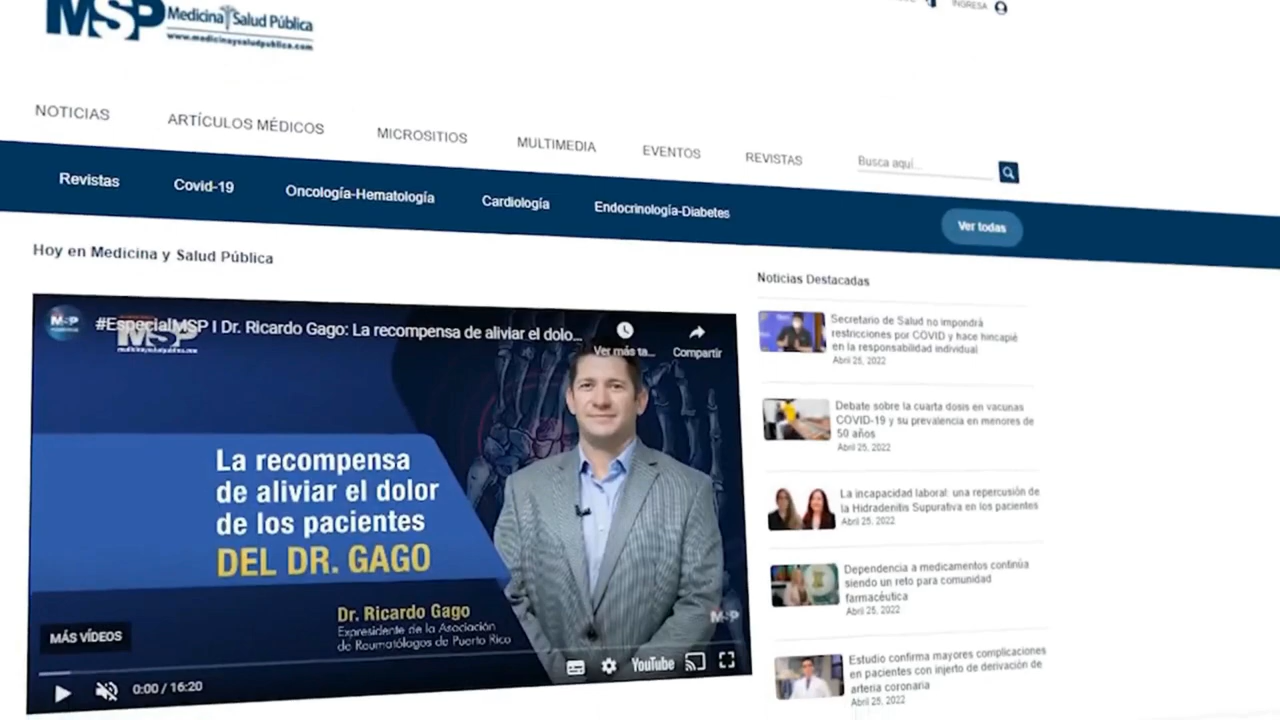 MSP Medicina y Salud Pública
www.medicinaysaludpublica.com
INGRESA
NOTICIAS
ARTÍCULOS MÉDICOS
MICROSITIOS
MULTIMEDIA
EVENTOS
REVISTAS
Busca aquí...
Revistas
Covid-19
Oncología-Hematología
Cardiología
Endocrinología-Diabetes
Ver todas
Hoy en Medicina y Salud Pública
#EspecialMSP I Dr. Ricardo Gago: La recompensa de aliviar el dolo...
Ver más ta...
Compartir
MSP
medicinaysaludpublica.com
La recompensa
de aliviar el dolor
de los pacientes
DEL DR. GAGO
Dr. Ricardo Gago
Expresidente de la Asociación
de Reumatólogos de Puerto Rico
MSP
MÁS VÍDEOS
0:00 / 16:20
YouTube
Noticias Destacadas
Secretario de Salud no impondrá
restricciones por COVID y hace hincapié
en la responsabilidad individual
Abril 25, 2022
Debate sobre la cuarta dosis en vacunas
COVID-19 y su prevalencia en menores de
50 años
Abril 25, 2022
La incapacidad laboral: una repercusión de
la Hidradenitis Supurativa en los pacientes
Abril 25, 2022
Dependencia a medicamentos continúa
siendo un reto para comunidad
farmacéutica
Abril 25, 2022
Estudio confirma mayores complicaciones
en pacientes con injerto de derivación de
arteria coronaria
Abril 25, 2022